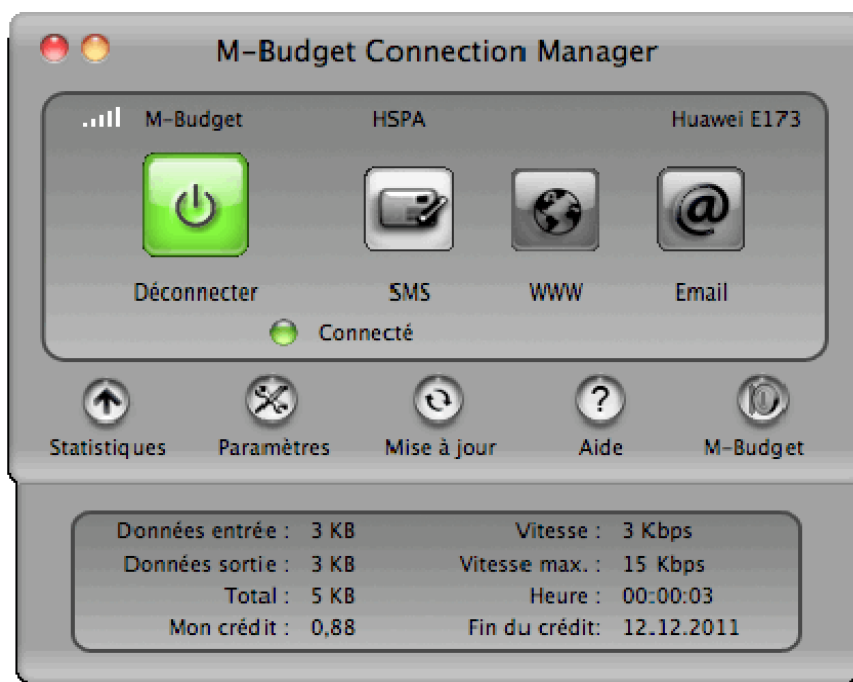 M-Budget Connection Manager
M-Budget HSPA Huawei E173
Déconnecter SMS WWW Email
Connecté
Statistiques Paramètres Mise à jour Aide M-Budget
Données entrée : 3 KB Vitesse : 3 Kbps
Données sortie : 3 KB Vitesse max. : 15 Kbps
Total : 5 KB Heure : 00:00:03
Mon crédit : 0,88 Fin du crédit: 12.12.2011